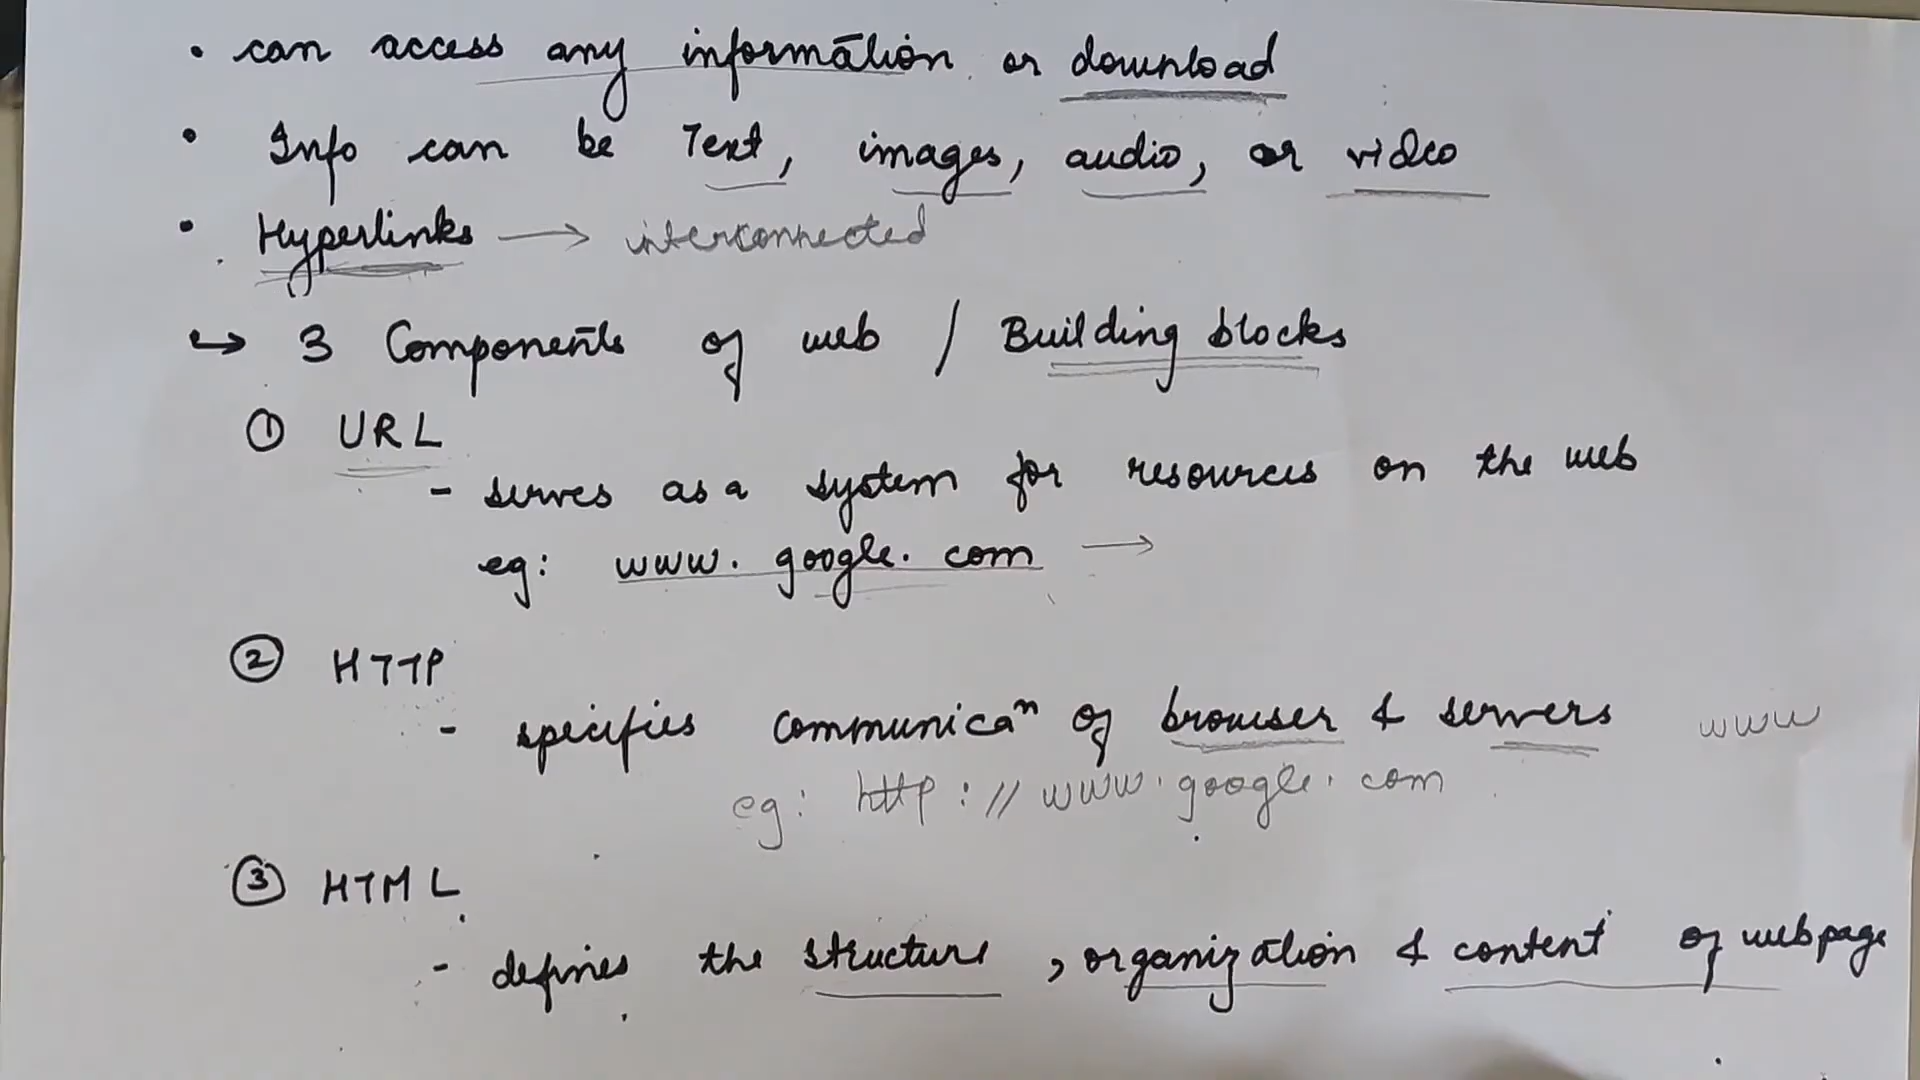 • can access any information or download
• Info can be Text, images, audio, or video
• Hyperlinks → interconnected
↪ 3 Components of web / Building blocks
① URL
- serves as a system for resources on the web
eg: www.google.com →
② HTTP
- specifies communicaⁿ of browser & servers www
eg: http://www.google.com
③ HTML
- defines the structure, organization & content of webpage